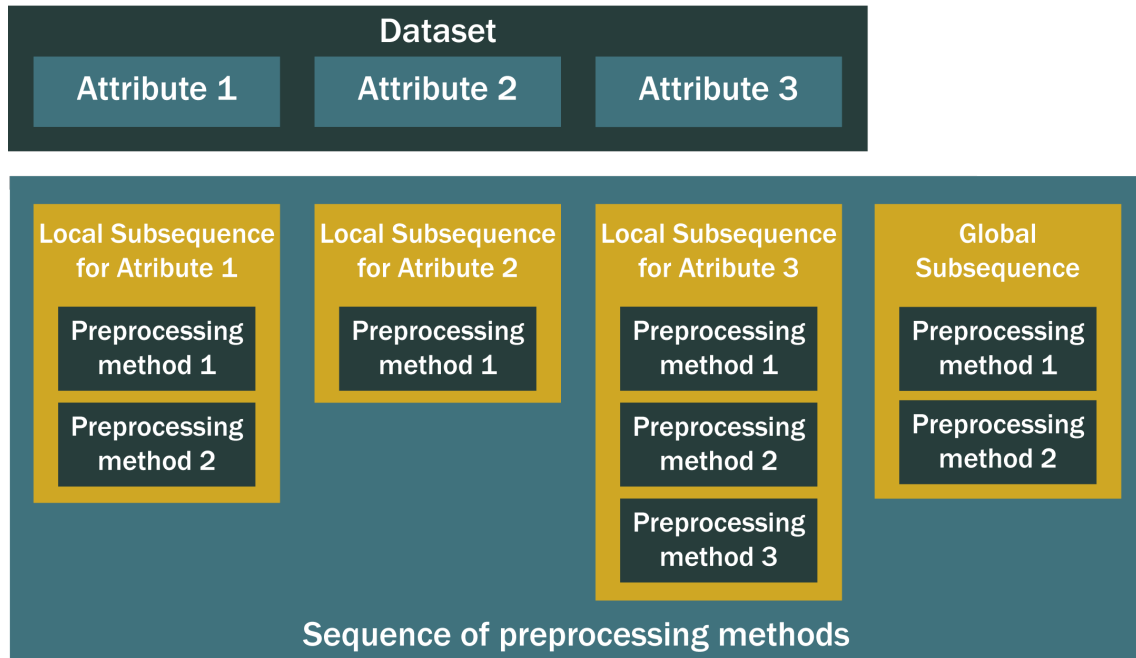 Dataset
Attribute 1
Attribute 2
Attribute 3
Local Subsequence
for Atribute 1
Preprocessing
method 1
Preprocessing
method 2
Local Subsequence
for Atribute 2
Preprocessing
method 1
Local Subsequence
for Atribute 3
Preprocessing
method 1
Preprocessing
method 2
Preprocessing
method 3
Global
Subsequence
Preprocessing
method 1
Preprocessing
method 2
Sequence of preprocessing methods